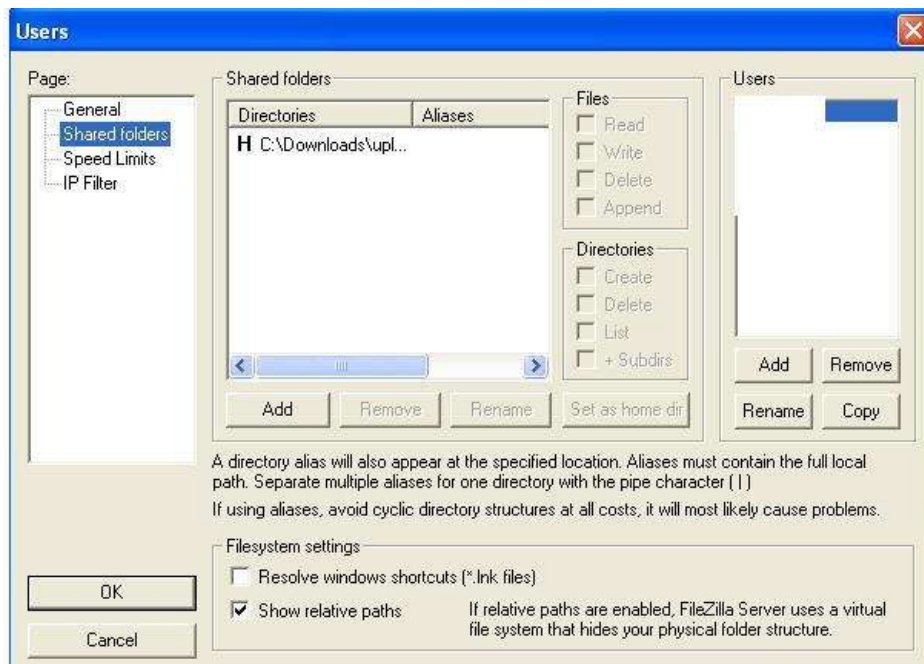 Users
Page:
General
Shared folders
Speed Limits
IP Filter
Shared folders
Directories
Aliases
H C:\Downloads\upl...
Files
Read
Write
Delete
Append
Directories
Create
Delete
List
+ Subdirs
Add
Remove
Rename
Set as home dir
Users
Add
Remove
Rename
Copy
A directory alias will also appear at the specified location. Aliases must contain the full local
path. Separate multiple aliases for one directory with the pipe character ( | )
If using aliases, avoid cyclic directory structures at all costs, it will most likely cause problems.
Filesystem settings
Resolve windows shortcuts (*.lnk files)
Show relative paths
If relative paths are enabled, FileZilla Server uses a virtual
file system that hides your physical folder structure.
OK
Cancel